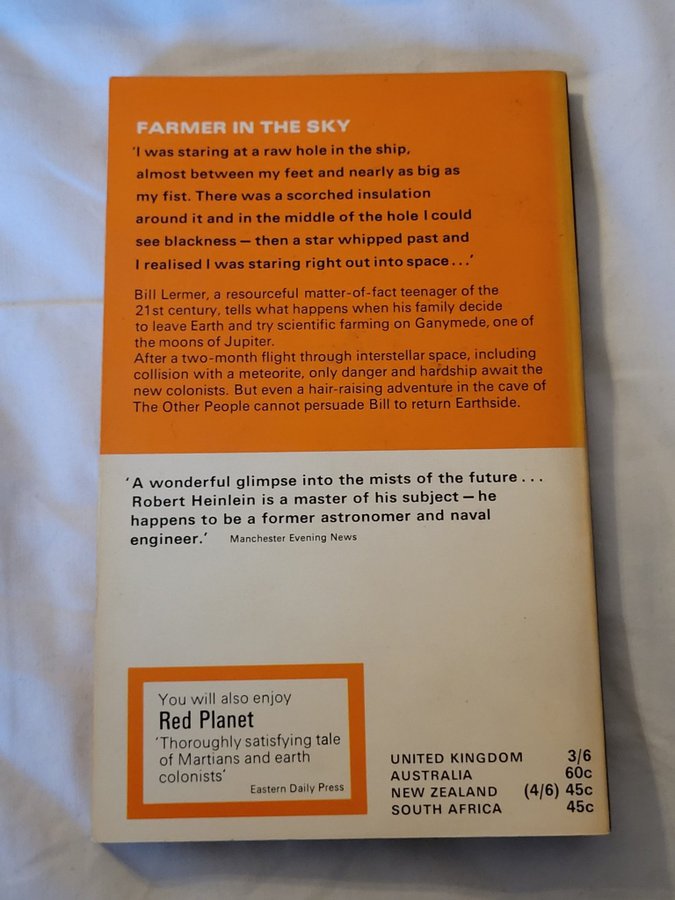 FARMER IN THE SKY
'I was staring at a raw hole in the ship,
almost between my feet and nearly as big as
my fist. There was a scorched insulation
around it and in the middle of the hole I could
see blackness — then a star whipped past and
I realised I was staring right out into space...'
Bill Lermer, a resourceful matter-of-fact teenager of the
21st century, tells what happens when his family decide
to leave Earth and try scientific farming on Ganymede, one of
the moons of Jupiter.
After a two-month flight through interstellar space, including
collision with a meteorite, only danger and hardship await the
new colonists. But even a hair-raising adventure in the cave of
The Other People cannot persuade Bill to return Earthside.
'A wonderful glimpse into the mists of the future...
Robert Heinlein is a master of his subject — he
happens to be a former astronomer and naval
engineer.' Manchester Evening News
You will also enjoy
Red Planet
'Thoroughly satisfying tale
of Martians and earth
colonists'
Eastern Daily Press
UNITED KINGDOM 3/6
AUSTRALIA 60c
NEW ZEALAND (4/6) 45c
SOUTH AFRICA 45c